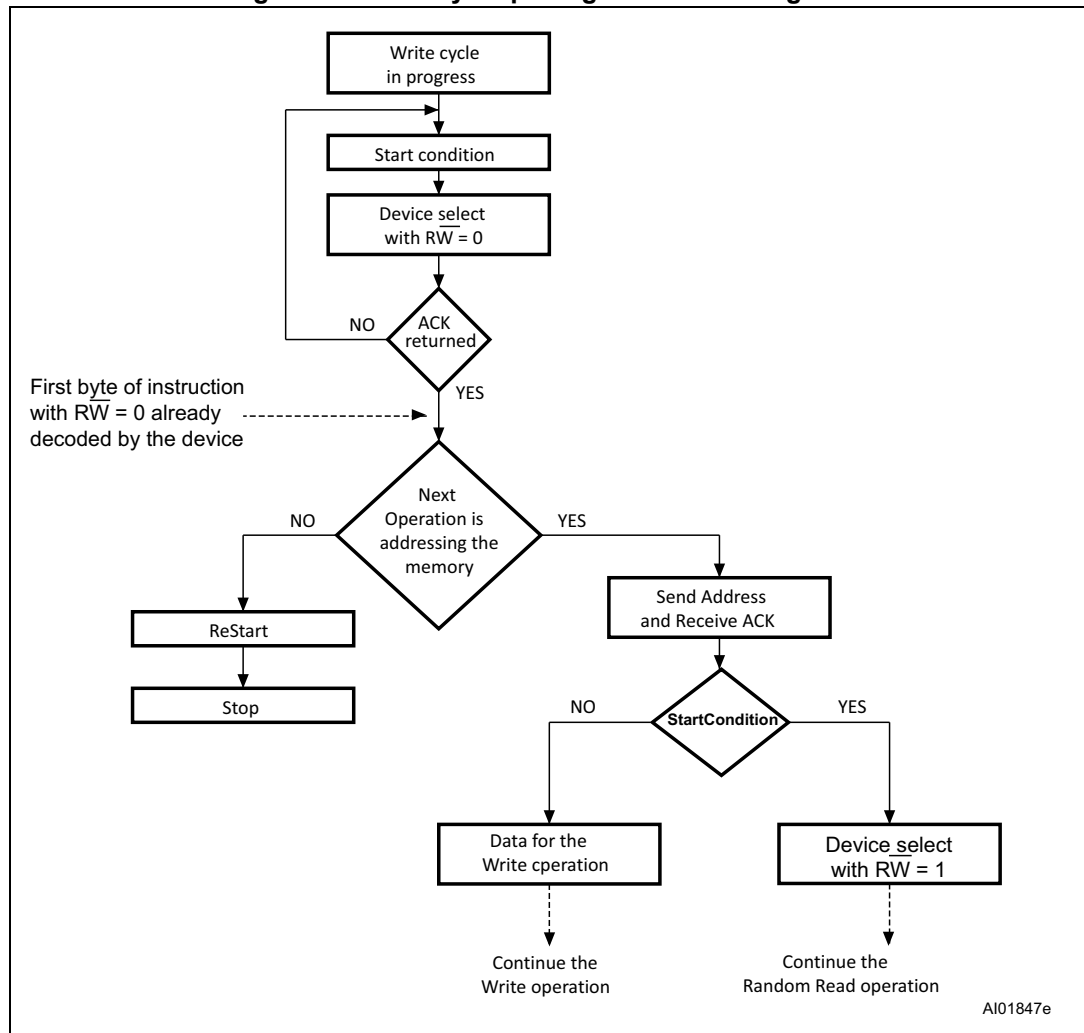 Write cycle
in progress
Start condition
Device select
with RW̅ = 0
NO
ACK
returned
YES
First byte of instruction
with RW̅ = 0 already
decoded by the device
Next
Operation is
addressing the
memory
NO
YES
ReStart
Stop
Send Address
and Receive ACK
NO
StartCondition
YES
Data for the
Write cperation
Device select
with RW̅ = 1
Continue the
Write operation
Continue the
Random Read operation
AI01847e